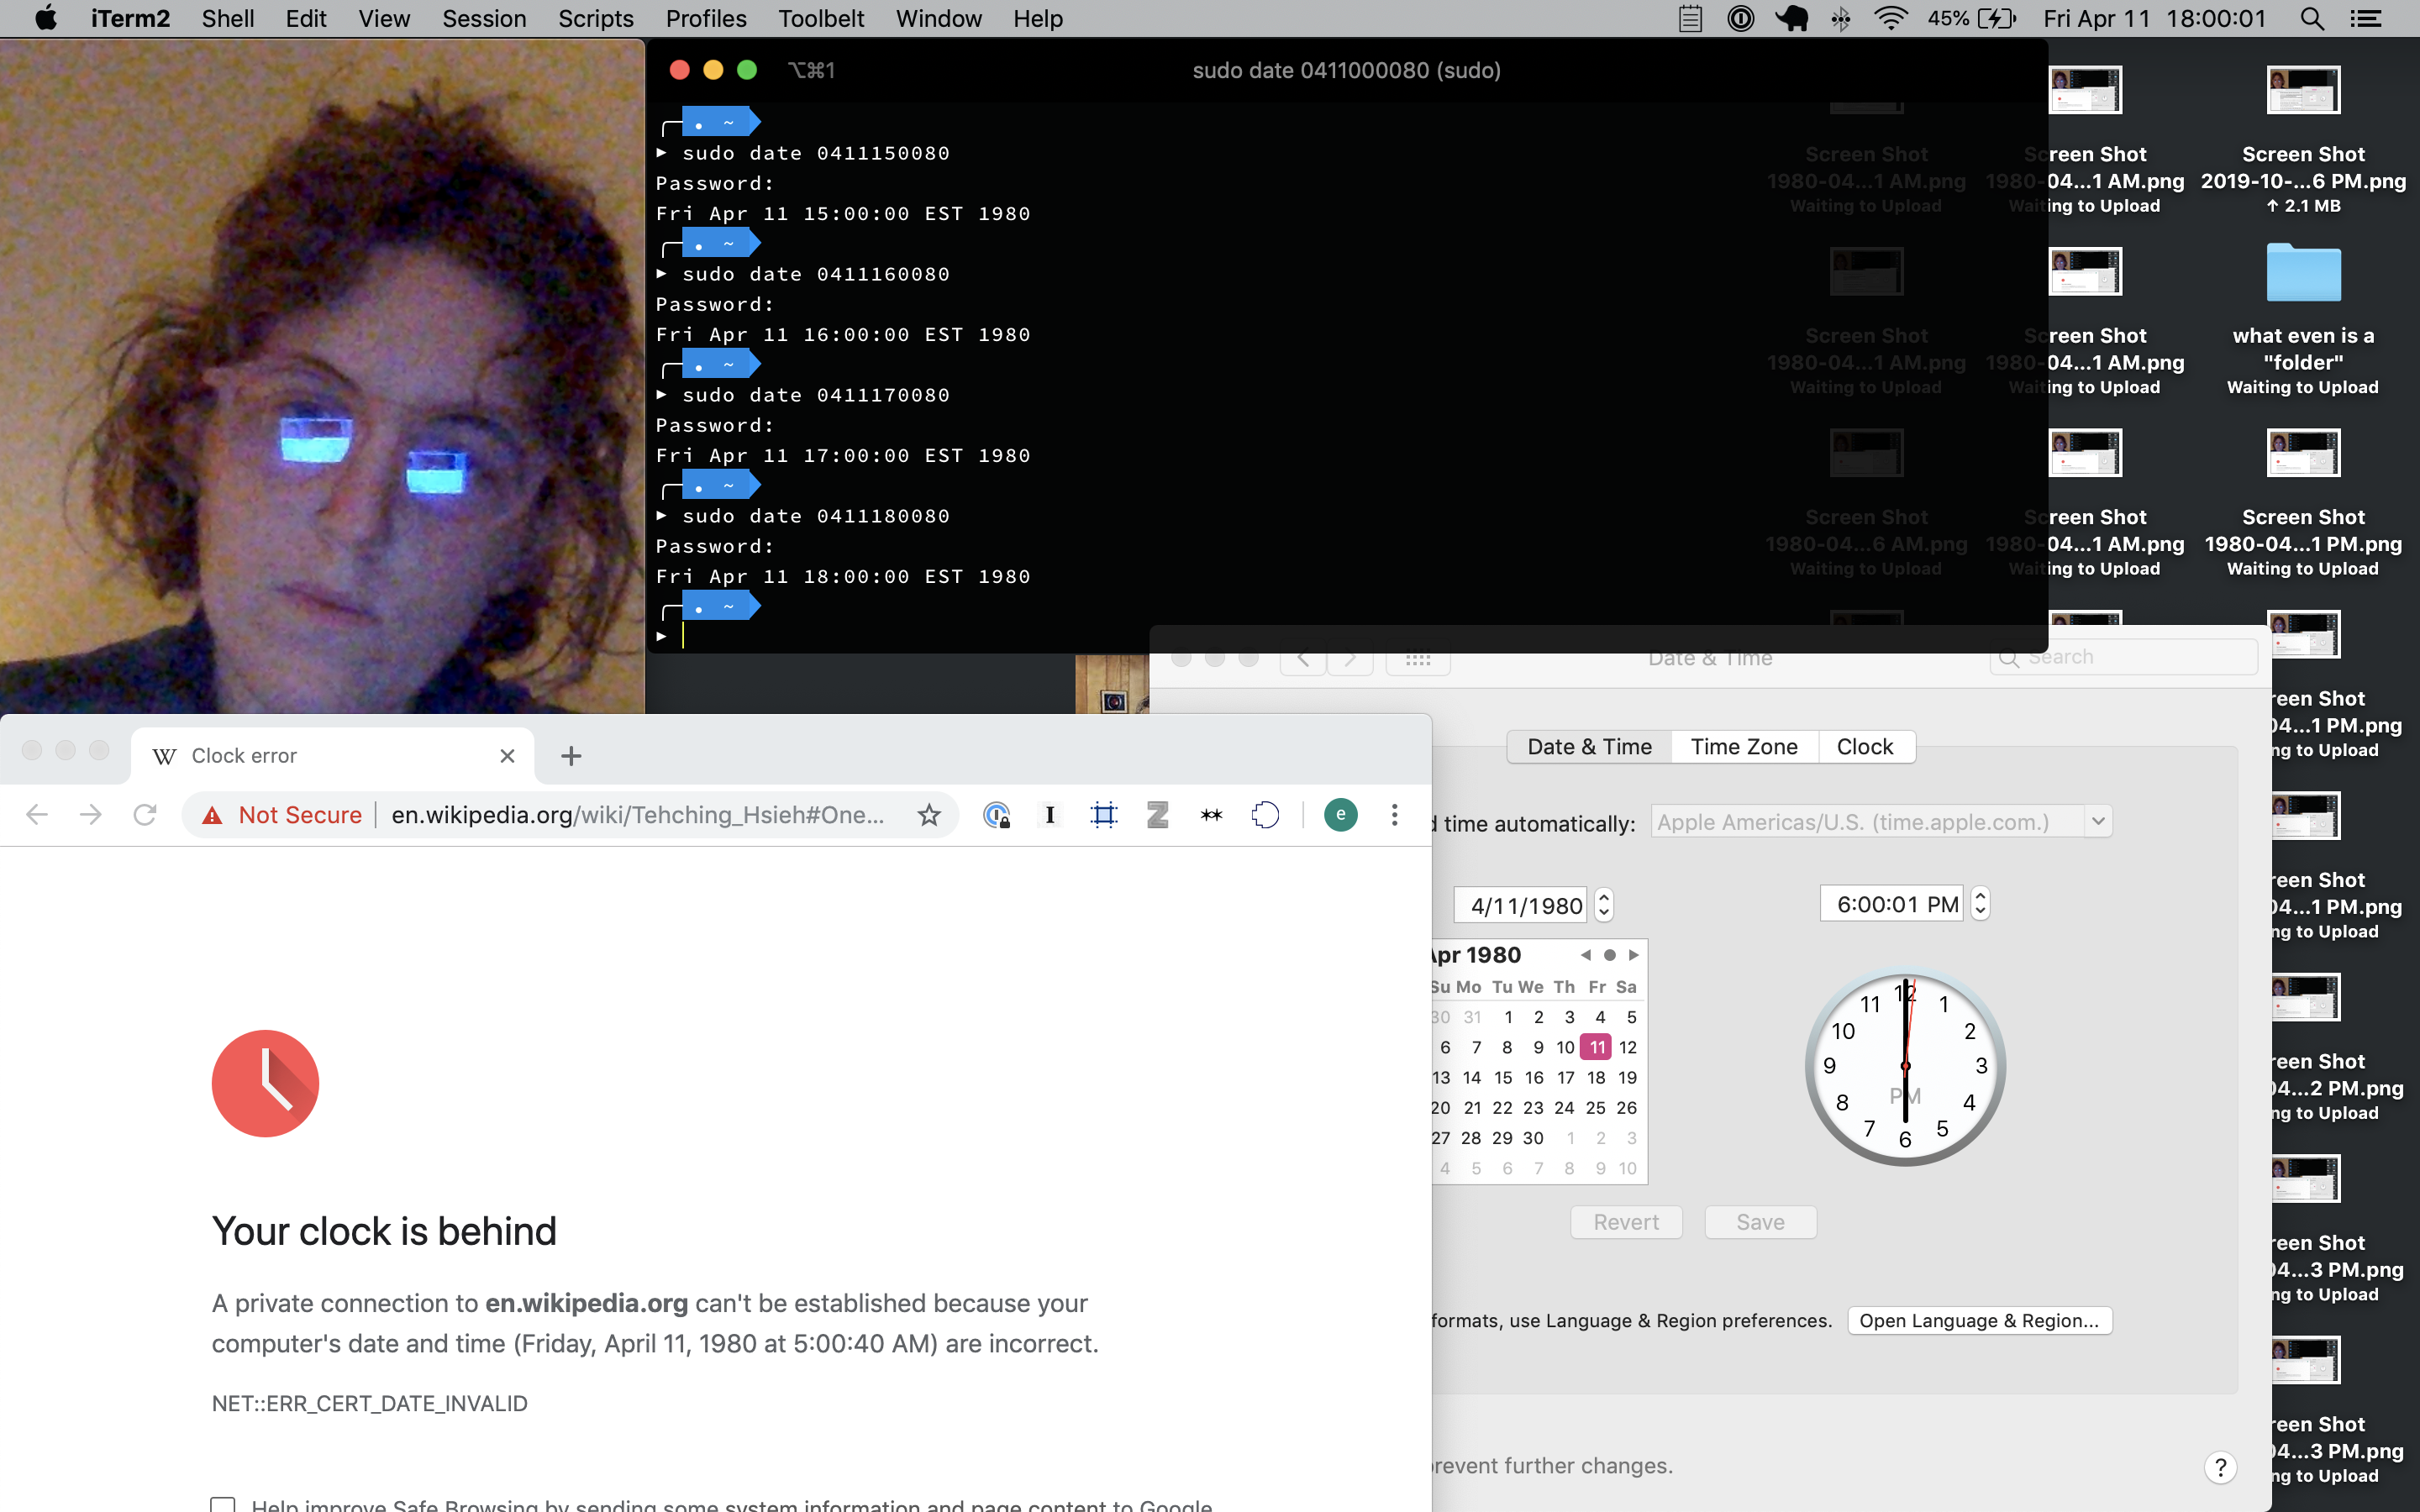 iTerm2 Shell Edit View Session Scripts Profiles Toolbelt Window Help 45% Fri Apr 11 18:00:01
⌥⌘1 sudo date 0411000080 (sudo)
. ~
▸ sudo date 0411150080
Password:
Fri Apr 11 15:00:00 EST 1980
. ~
▸ sudo date 0411160080
Password:
Fri Apr 11 16:00:00 EST 1980
. ~
▸ sudo date 0411170080
Password:
Fri Apr 11 17:00:00 EST 1980
. ~
▸ sudo date 0411180080
Password:
Fri Apr 11 18:00:00 EST 1980
. ~
▸
Screen Shot
1980-04...1 AM.png
Waiting to Upload
Screen Shot
1980-04...1 AM.png
Waiting to Upload
Screen Shot
1980-04...6 AM.png
Waiting to Upload
Screen Shot
1980-04...1 AM.png
Waiting to Upload
Screen Shot
1980-04...1 AM.png
Waiting to Upload
Screen Shot
1980-04...1 AM.png
Waiting to Upload
Screen Shot
2019-10-...6 PM.png
↑ 2.1 MB
what even is a
"folder"
Waiting to Upload
Screen Shot
1980-04...1 PM.png
Waiting to Upload
reen Shot
04...1 PM.png
ng to Upload
reen Shot
04...1 PM.png
ng to Upload
reen Shot
04...2 PM.png
ng to Upload
reen Shot
04...3 PM.png
ng to Upload
reen Shot
04...3 PM.png
ng to Upload
Date & Time
Search
Date & Time Time Zone Clock
d time automatically: Apple Americas/U.S. (time.apple.com.)
4/11/1980 6:00:01 PM
Apr 1980
Su Mo Tu We Th Fr Sa
30 31 1 2 3 4 5
6 7 8 9 10 11 12
13 14 15 16 17 18 19
20 21 22 23 24 25 26
27 28 29 30 1 2 3
4 5 6 7 8 9 10
12 1 2 3 4 5 6 7 8 9 10 11
PM
Revert Save
formats, use Language & Region preferences. Open Language & Region...
revent further changes.
?
W Clock error
Not Secure en.wikipedia.org/wiki/Tehching_Hsieh#One... I Z ** e
Your clock is behind
A private connection to en.wikipedia.org can't be established because your
computer's date and time (Friday, April 11, 1980 at 5:00:40 AM) are incorrect.
NET::ERR_CERT_DATE_INVALID
Help improve Safe Browsing by sending some system information and page content to Google